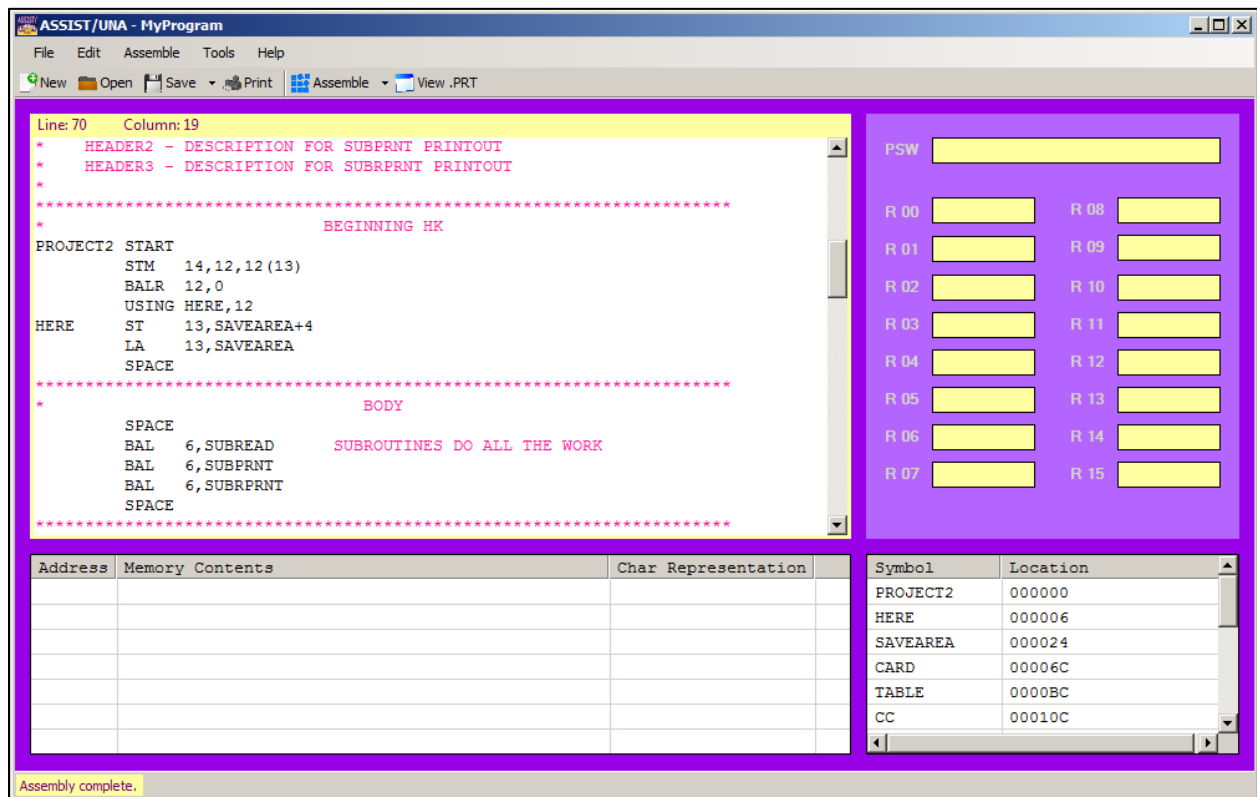 ASSIST/UNA - MyProgram
File Edit Assemble Tools Help
New Open Save Print Assemble View .PRT
Line: 70 Column: 19
* HEADER2 - DESCRIPTION FOR SUBPRNT PRINTOUT
* HEADER3 - DESCRIPTION FOR SUBRPRNT PRINTOUT
*
**********************************************************************
* BEGINNING HK
PROJECT2 START
STM 14,12,12(13)
BALR 12,0
USING HERE,12
HERE ST 13,SAVEAREA+4
LA 13,SAVEAREA
SPACE
**********************************************************************
* BODY
SPACE
BAL 6,SUBREAD SUBROUTINES DO ALL THE WORK
BAL 6,SUBPRNT
BAL 6,SUBRPRNT
SPACE
**********************************************************************
PSW
R 00 R 08
R 01 R 09
R 02 R 10
R 03 R 11
R 04 R 12
R 05 R 13
R 06 R 14
R 07 R 15
Address Memory Contents Char Representation
Symbol Location
PROJECT2 000000
HERE 000006
SAVEAREA 000024
CARD 00006C
TABLE 0000BC
CC 00010C
Assembly complete.